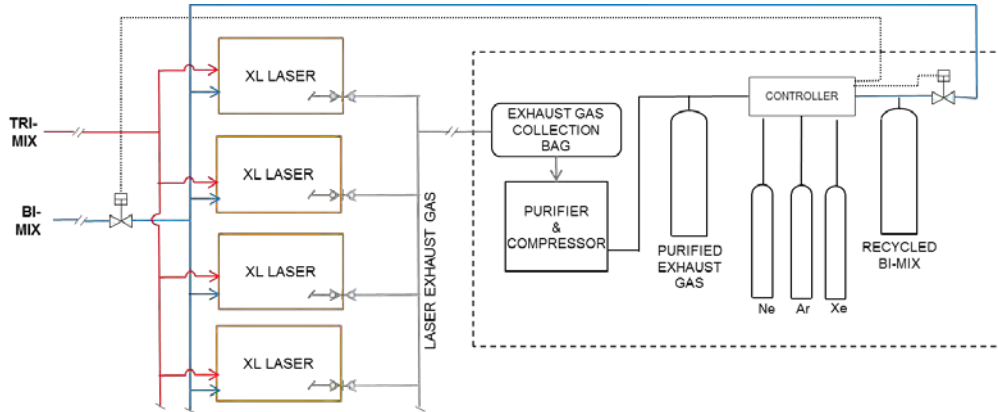 XL LASER
TRI-
MIX
XL LASER
BI-
MIX
XL LASER
XL LASER
LASER EXHAUST GAS
EXHAUST GAS
COLLECTION
BAG
PURIFIER
&
COMPRESSOR
PURIFIED
EXHAUST
GAS
CONTROLLER
Ne
Ar
Xe
RECYCLED
BI-MIX